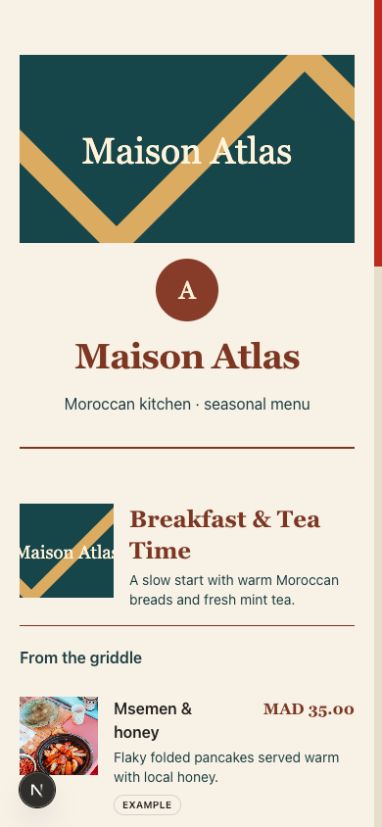 Maison Atlas
A
Maison Atlas
Moroccan kitchen · seasonal menu
Maison Atlas
Breakfast & Tea
Time
A slow start with warm Moroccan
breads and fresh mint tea.
From the griddle
Msemen &
honey
MAD 35.00
Flaky folded pancakes served warm
with local honey.
EXAMPLE
N